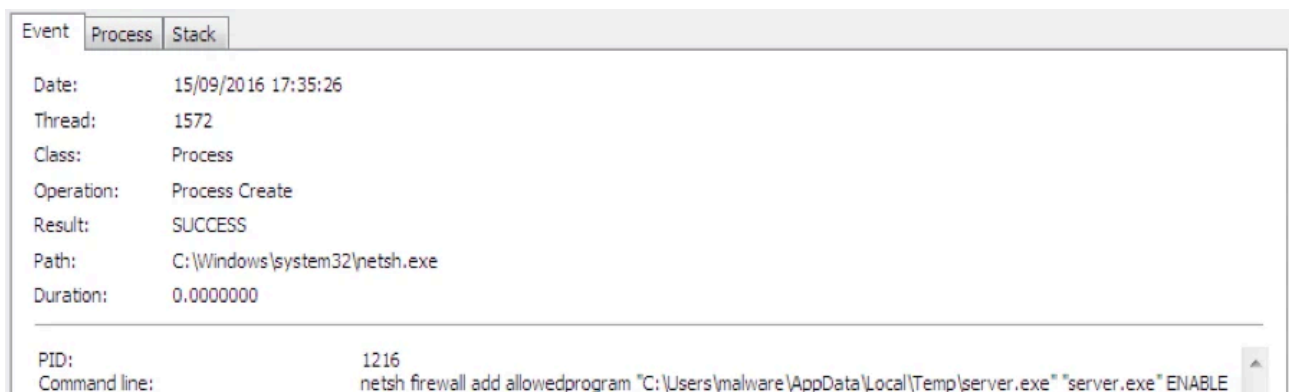 Event Process Stack
Date: 15/09/2016 17:35:26
Thread: 1572
Class: Process
Operation: Process Create
Result: SUCCESS
Path: C:\Windows\system32\netsh.exe
Duration: 0.0000000
PID: 1216
Command line: netsh firewall add allowedprogram "C:\Users\malware\AppData\Local\Temp\server.exe" "server.exe" ENABLE